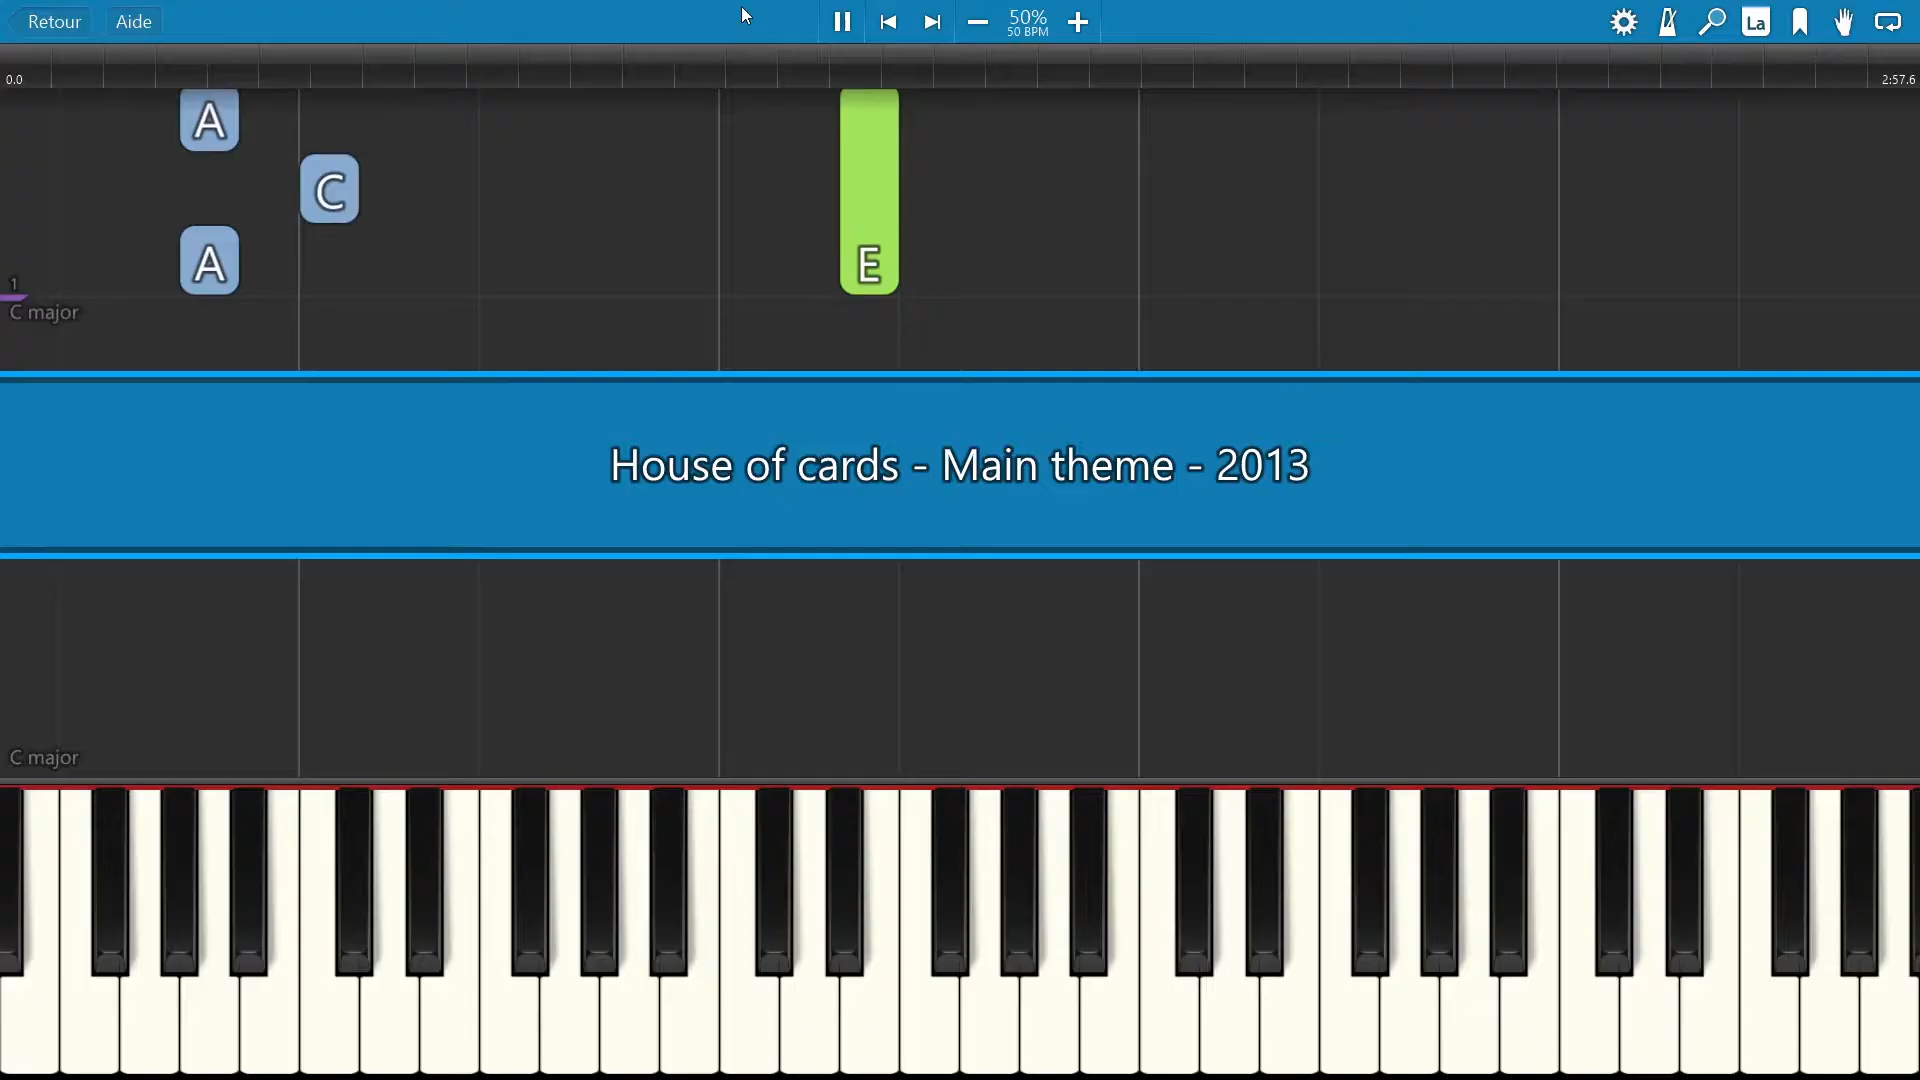 Retour Aide 50% La
50 BPM
0.0 2:57.6
A
C
A E
1
C major
House of cards - Main theme - 2013
C major